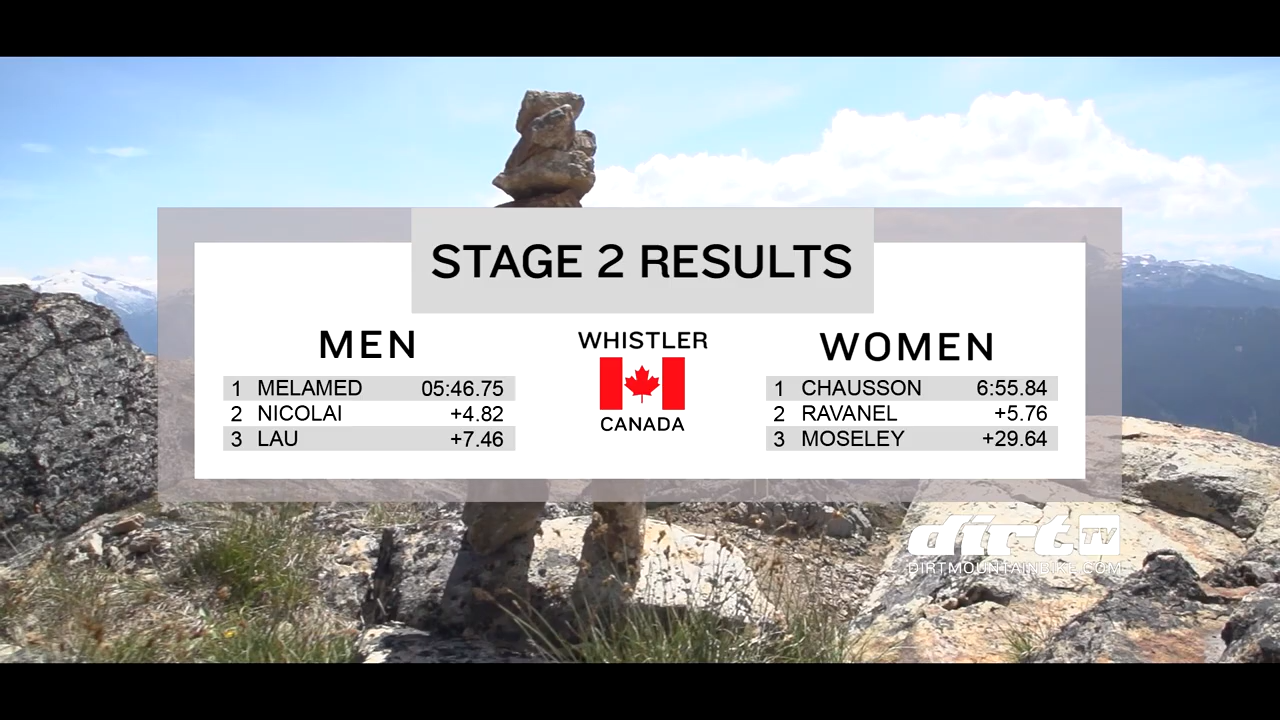 STAGE 2 RESULTS
MEN
1 MELAMED 05:46.75
2 NICOLAI +4.82
3 LAU +7.46
WHISTLER
CANADA
WOMEN
1 CHAUSSON 6:55.84
2 RAVANEL +5.76
3 MOSELEY +29.64
dirt TV
DIRTMOUNTAINBIKE.COM